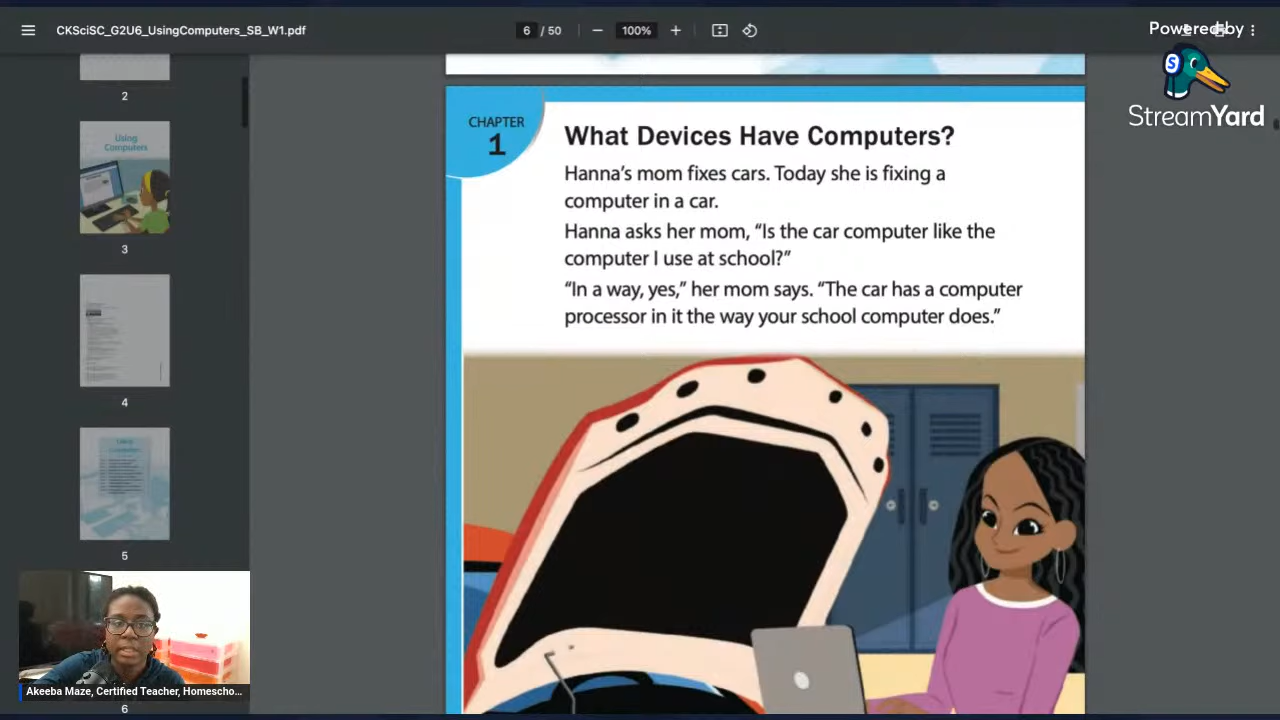 CKSciSC_G2U6_UsingComputers_SB_W1.pdf
6 / 50
100%
Powered by
StreamYard
2
Using
Computers
3
4
5
6
CHAPTER
1
What Devices Have Computers?
Hanna's mom fixes cars. Today she is fixing a
computer in a car.
Hanna asks her mom, “Is the car computer like the
computer I use at school?”
“In a way, yes,” her mom says. “The car has a computer
processor in it the way your school computer does.”
Akeeba Maze, Certified Teacher, Homescho...